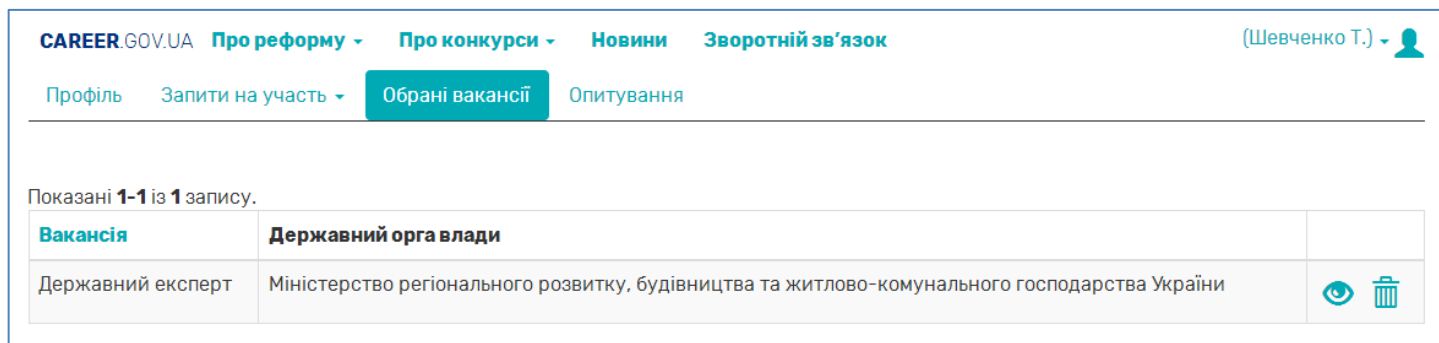 CAREER.GOV.UA Про реформу Про конкурси Новини Зворотній зв'язок (Шевченко Т.)
Профіль Запити на участь Обрані вакансії Опитування
Показані 1-1 із 1 запису.
Вакансія Державний орга влади
Державний експерт Міністерство регіонального розвитку, будівництва та житлово-комунального господарства України